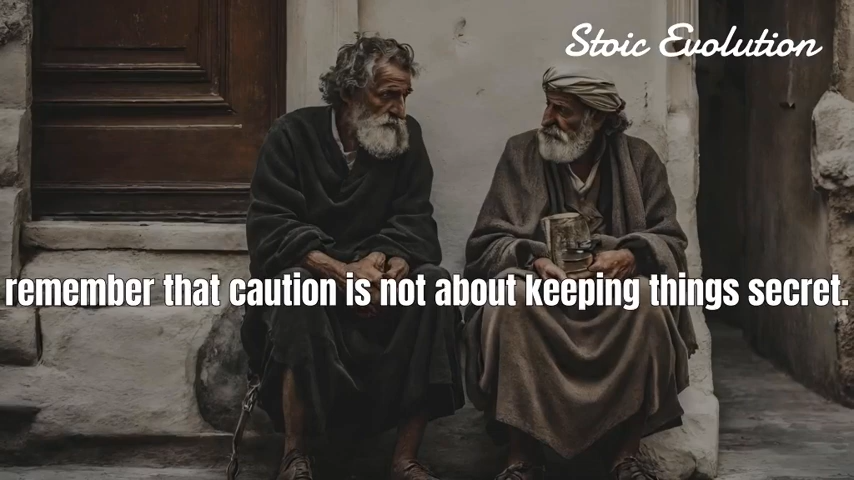 Stoic Evolution
remember that caution is not about keeping things secret.